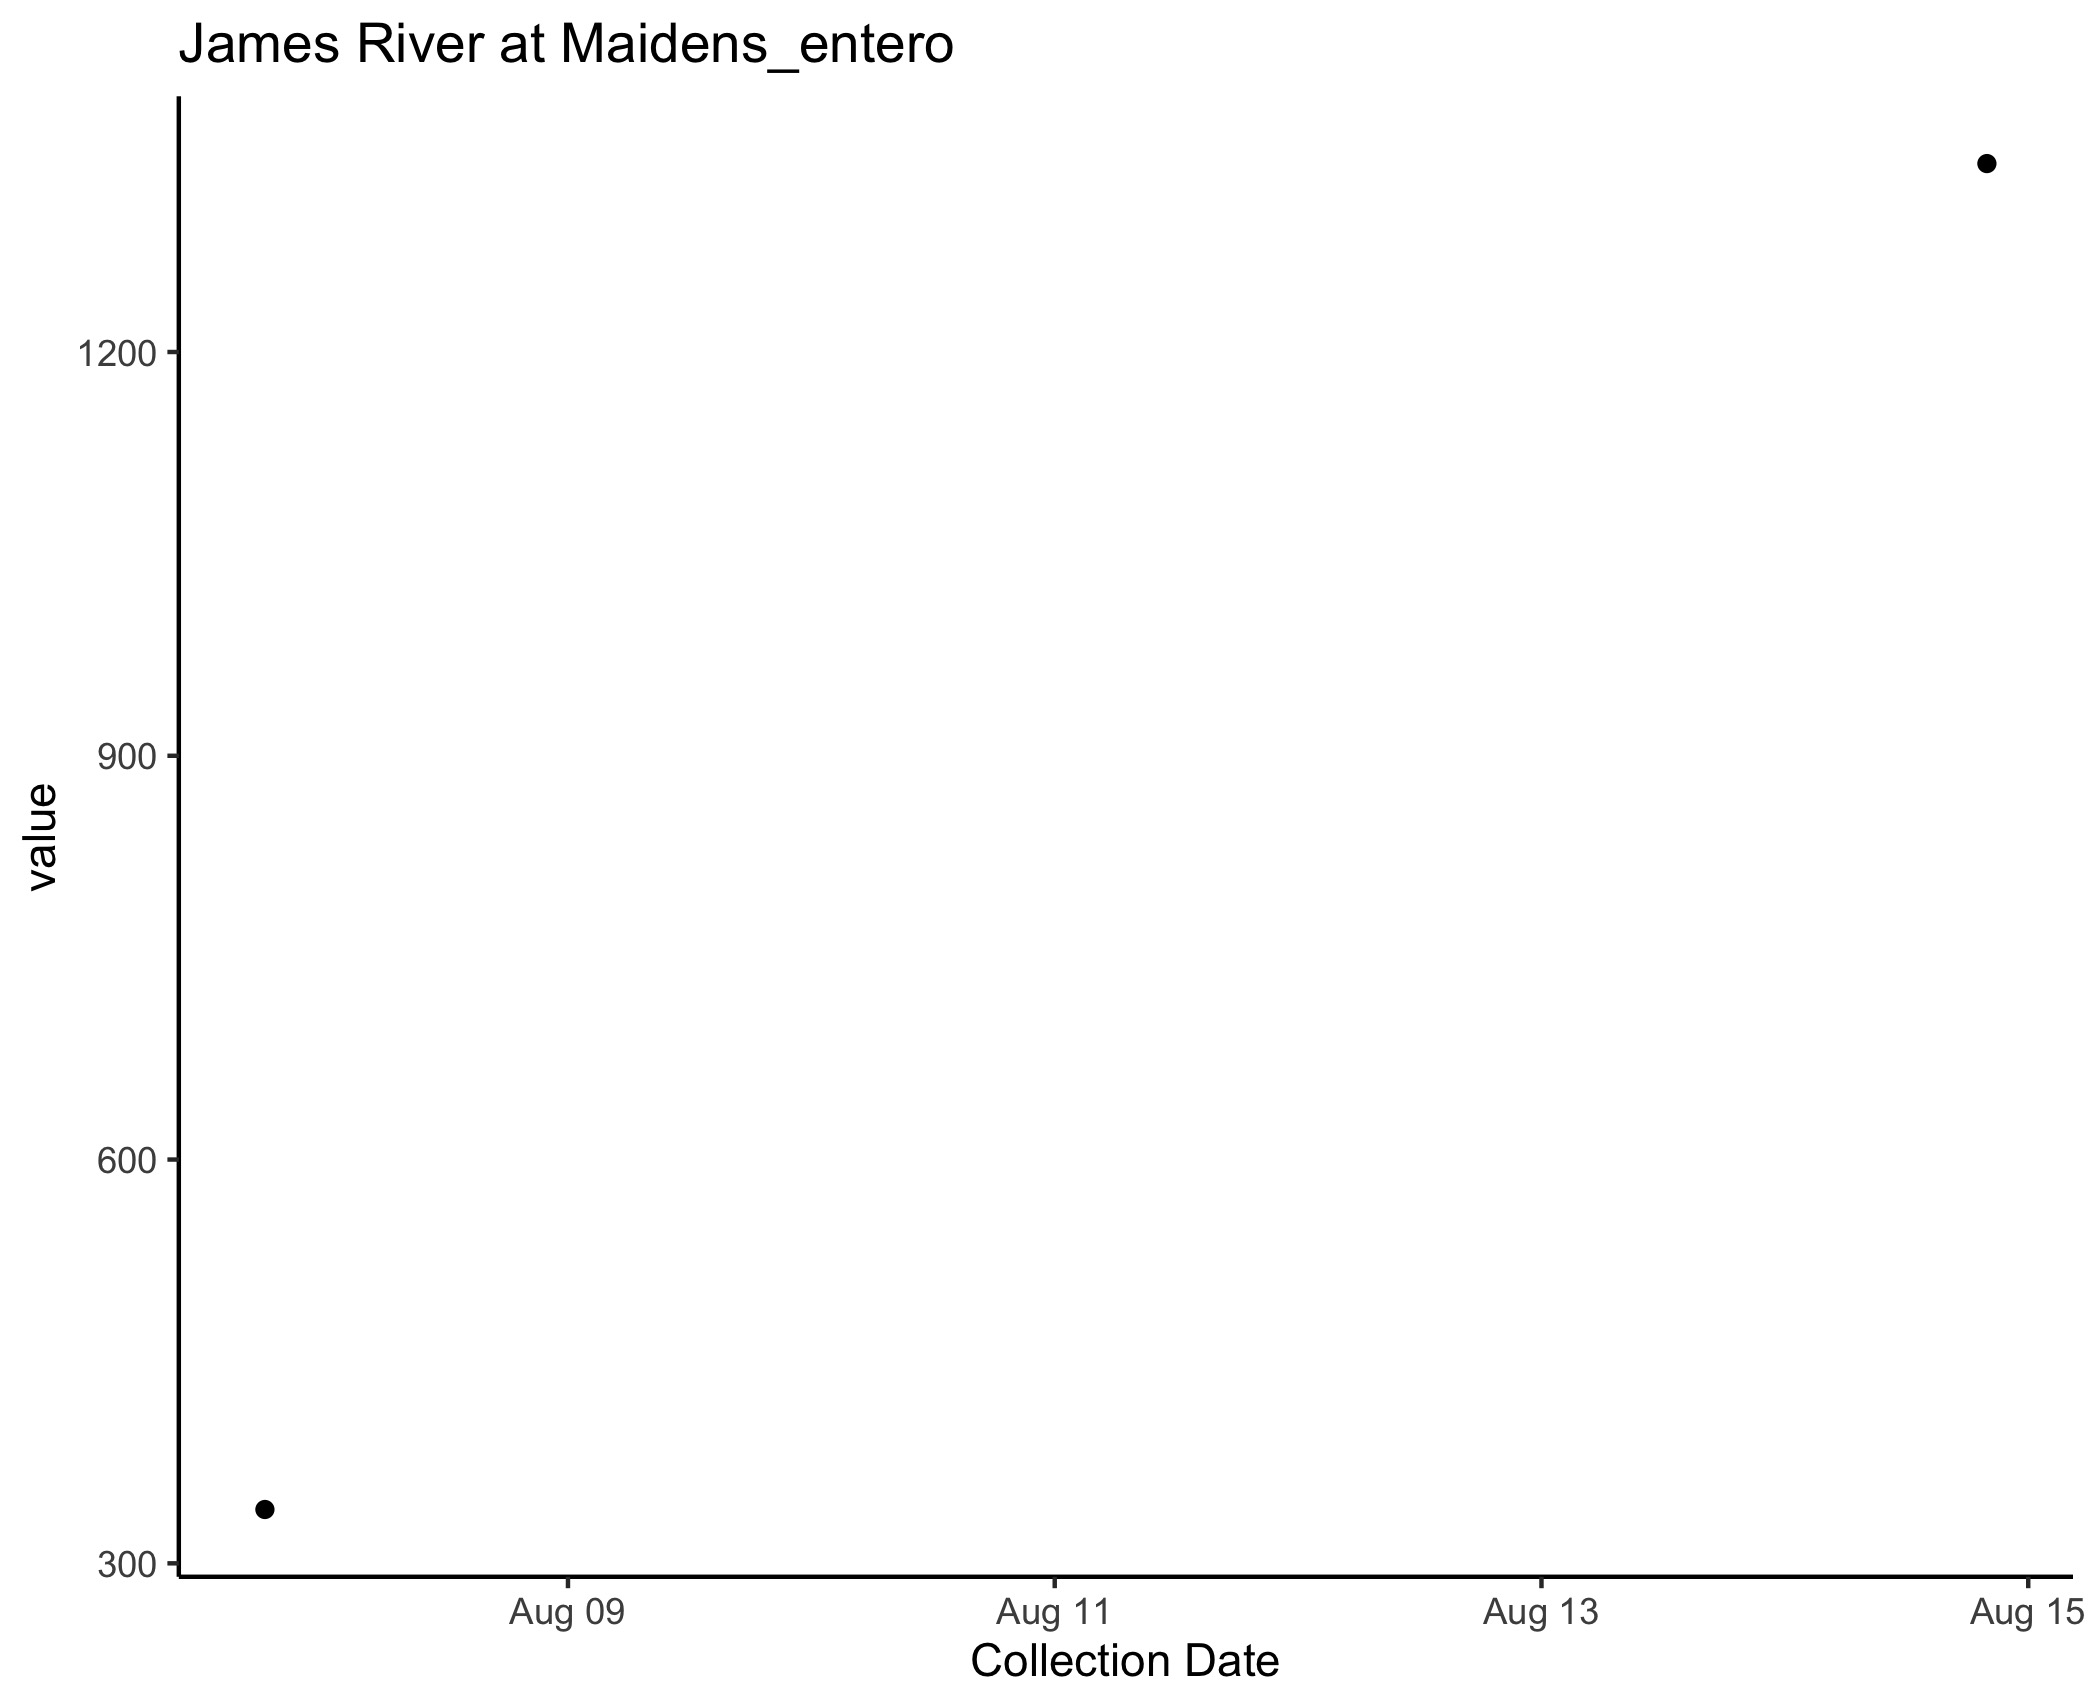 James River at Maidens_entero
1200
900
600
300
value
Aug 09
Aug 11
Aug 13
Aug 15
Collection Date